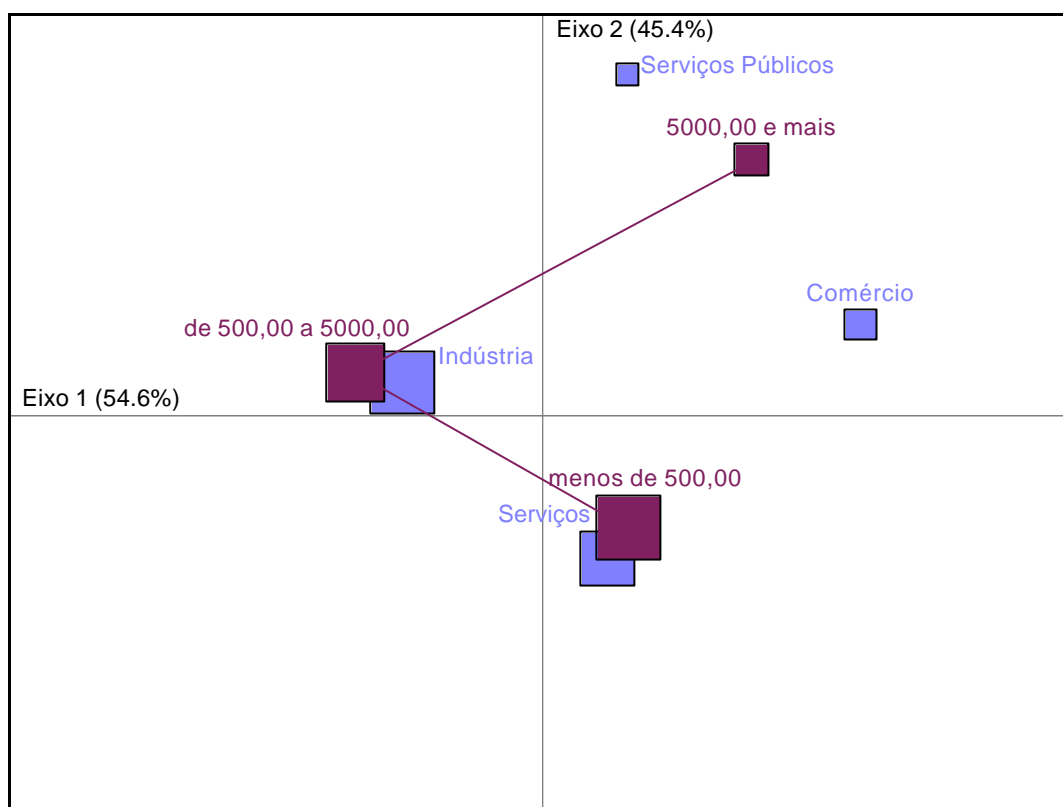 Eixo 2 (45.4%)
Serviços Públicos
5000,00 e mais
Comércio
de 500,00 a 5000,00
Indústria
Eixo 1 (54.6%)
menos de 500,00
Serviços